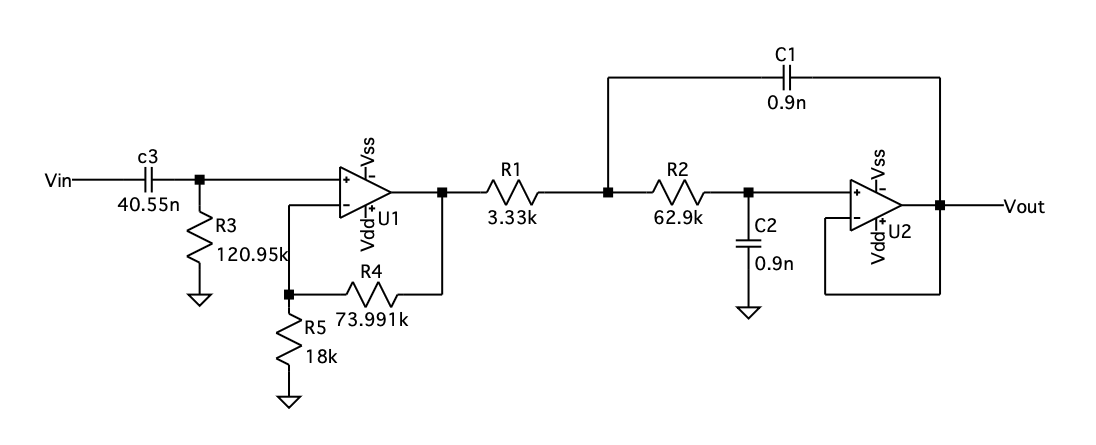 C1
0.9n
c3
Vin
40.55n
Vss
+
-
-
+
Vdd
U1
R3
120.95k
R1
3.33k
R2
62.9k
Vss
+
-
-
+
Vdd
U2
Vout
C2
0.9n
R4
73.991k
R5
18k